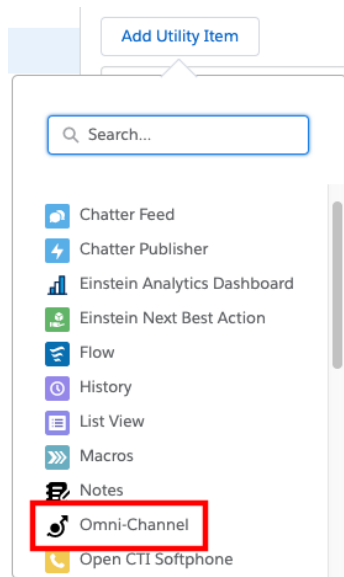 Add Utility Item
Search...
Chatter Feed
Chatter Publisher
Einstein Analytics Dashboard
Einstein Next Best Action
Flow
History
List View
Macros
Notes
Omni-Channel
Open CTI Softphone